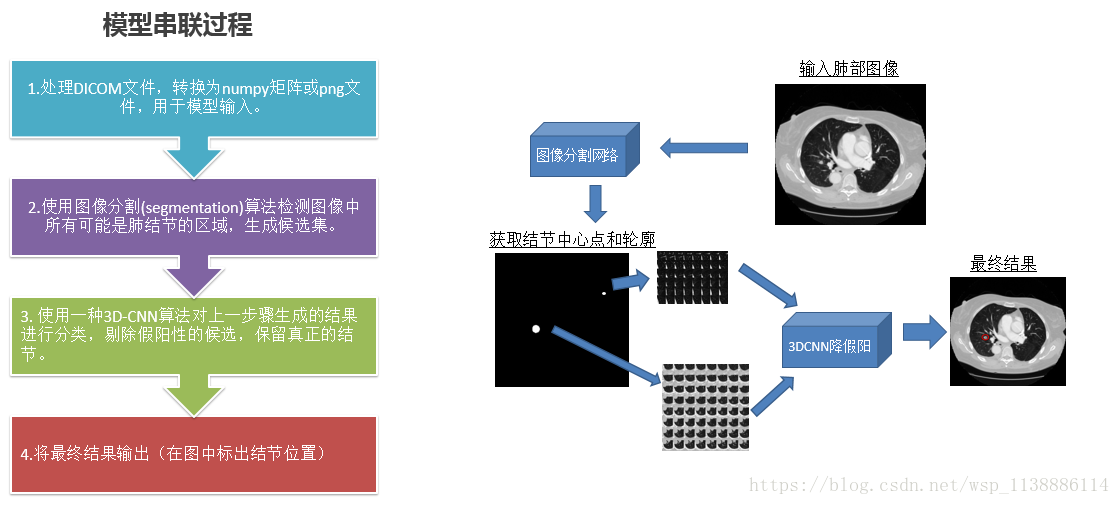 模型串联过程
1.处理DICOM文件，转换为numpy矩阵或png文
件，用于模型输入。
2.使用图像分割(segmentation)算法检测图像中
所有可能是肺结节的区域，生成候选集。
3. 使用一种3D-CNN算法对上一步骤生成的结果
进行分类，剔除假阳性的候选，保留真正的结
节。
4.将最终结果输出（在图中标出结节位置）
输入肺部图像
图像分割网络
获取结节中心点和轮廓
3DCNN降假阳
最终结果
https://blog.csdn.net/wsp_1138886114